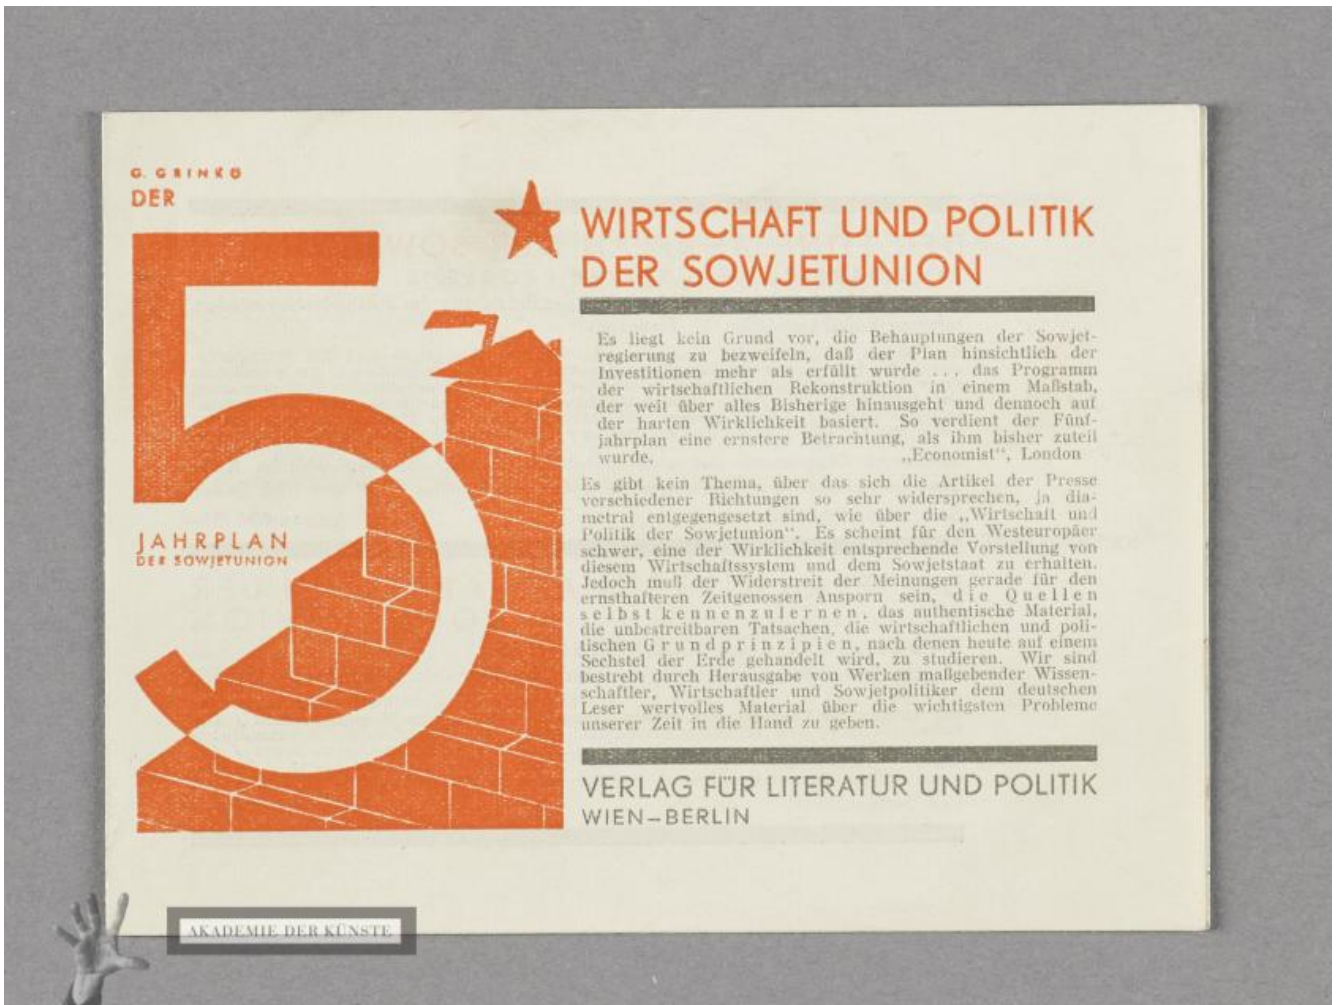 G. GRINKO
DER
5
JAHRPLAN
DER SOWJETUNION
WIRTSCHAFT UND POLITIK
DER SOWJETUNION
Es liegt kein Grund vor, die Behauptungen der Sowjet-
regierung zu bezweifeln, daß der Plan hinsichtlich der
Investitionen mehr als erfüllt wurde ... das Programm
der wirtschaftlichen Rekonstruktion in einem Maßstab,
der weit über alles Bisherige hinausgeht und dennoch auf
der harten Wirklichkeit basiert. So verdient der Fünf-
jahrplan eine ernstere Betrachtung, als ihm bisher zuteil
wurde. „Economist“, London
Es gibt kein Thema, über das sich die Artikel der Presse
verschiedener Richtungen so sehr widersprechen, ja dia-
metral entgegengesetzt sind, wie über die „Wirtschaft und
Politik der Sowjetunion“. Es scheint für den Westeuropäer
schwer, eine der Wirklichkeit entsprechende Vorstellung von
diesem Wirtschaftssystem und dem Sowjetstaat zu erhalten.
Jedoch muß der Widerstreit der Meinungen gerade für den
ernsthafteren Zeitgenossen Ansporn sein, die Quellen
selbst kennenzulernen, das authentische Material,
die unbestreitbaren Tatsachen, die wirtschaftlichen und poli-
tischen Grundprinzipien, nach denen heute auf einem
Sechstel der Erde gehandelt wird, zu studieren. Wir sind
bestrebt durch Herausgabe von Werken maßgebender Wissen-
schaftler, Wirtschaftler und Sowjetpolitiker dem deutschen
Leser wertvolles Material über die wichtigsten Probleme
unserer Zeit in die Hand zu geben.
VERLAG FÜR LITERATUR UND POLITIK
WIEN–BERLIN
AKADEMIE DER KÜNSTE